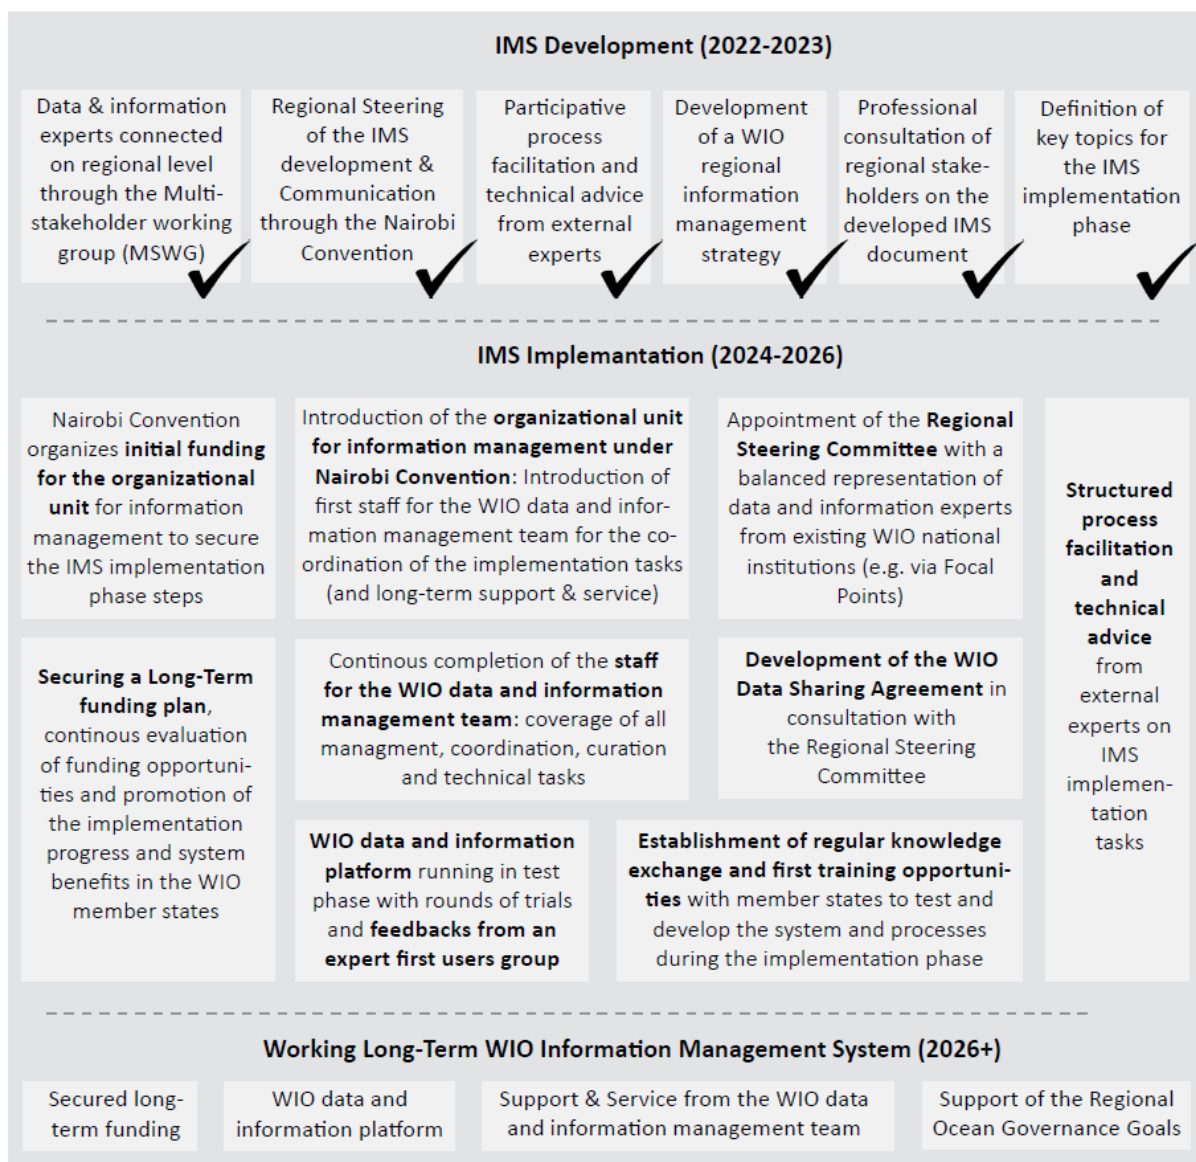 IMS Development (2022-2023)
Data & information
experts connected
on regional level
through the Multi-
stakeholder working
group (MSWG)
Regional Steering
of the IMS
development &
Communication
through the Nairobi
Convention
Participative
process
facilitation and
technical advice
from external
experts
Development
of a WIO
regional
information
management
strategy
Professional
consultation of
regional stake-
holders on the
developed IMS
document
Definition of
key topics for
the IMS
implementation
phase
IMS Implemantation (2024-2026)
Nairobi Convention
organizes initial funding
for the organizational
unit for information
management to secure
the IMS implementation
phase steps
Introduction of the organizational unit
for information management under
Nairobi Convention: Introduction of
first staff for the WIO data and infor-
mation management team for the co-
ordination of the implementation tasks
(and long-term support & service)
Appointment of the Regional
Steering Committee with a
balanced representation of
data and information experts
from existing WIO national
institutions (e.g. via Focal
Points)
Structured
process
facilitation
and
technical
advice
from
external
experts on
IMS
implemen-
tation
tasks
Securing a Long-Term
funding plan,
continous evaluation
of funding opportuni-
ties and promotion of
the implementation
progress and system
benefits in the WIO
member states
Continous completion of the staff
for the WIO data and information
management team: coverage of all
managment, coordination, curation
and technical tasks
Development of the WIO
Data Sharing Agreement in
consultation with
the Regional Steering
Committee
WIO data and information
platform running in test
phase with rounds of trials
and feedbacks from an
expert first users group
Establishment of regular knowledge
exchange and first training opportuni-
ties with member states to test and
develop the system and processes
during the implementation phase
Working Long-Term WIO Information Management System (2026+)
Secured long-
term funding
WIO data and
information platform
Support & Service from the WIO data
and information management team
Support of the Regional
Ocean Governance Goals